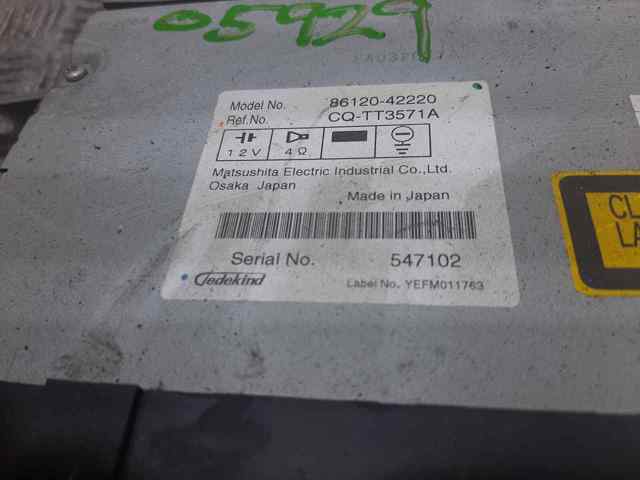 05929
Model No. 86120-42220
Ref.No. CQ-TT3571A
12V 4Ω
Matsushita Electric Industrial Co.,Ltd.
Osaka Japan
Made in Japan
Serial No. 547102
Gedekind
Label No. YEFM011763